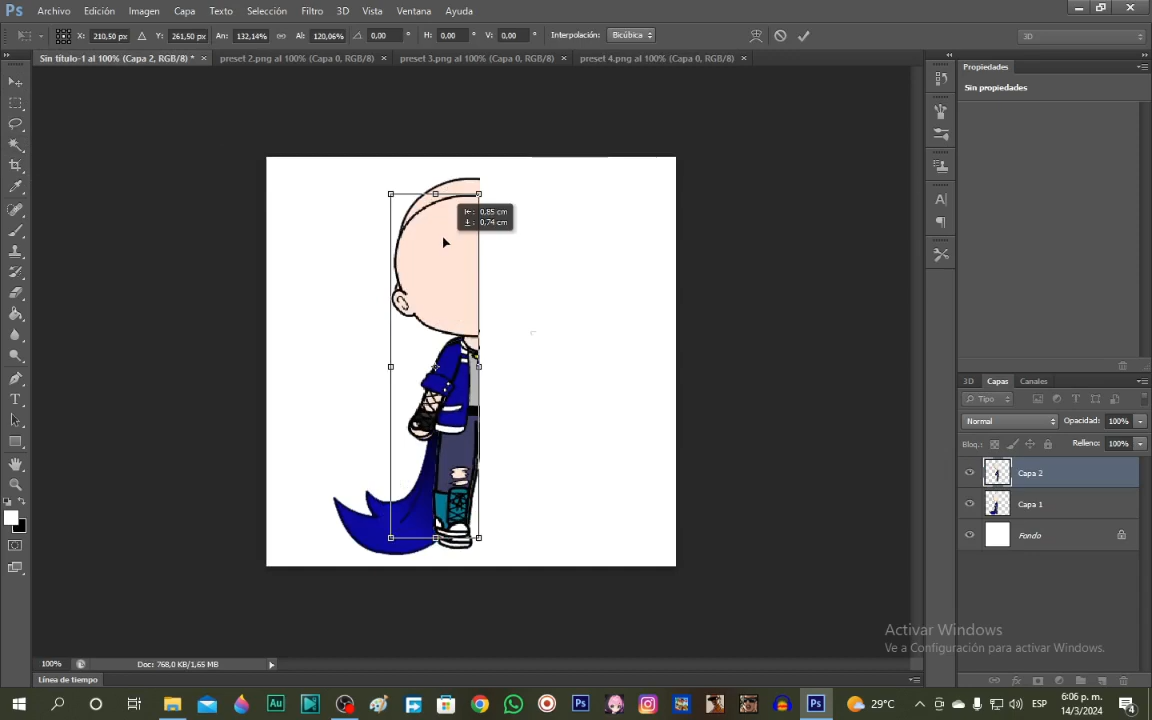 Ps Archivo Edición Imagen Capa Texto Selección Filtro 3D Vista Ventana Ayuda
X: 210,50 px Y: 261,50 px An: 132,14% Al: 120,06% 0,00 ° H: 0,00 ° V: 0,00 ° Interpolación: Bicúbica 3D
Sin título-1 al 100% (Capa 2, RGB/8) * × preset 2.png al 100% (Capa 0, RGB/8) × preset 3.png al 100% (Capa 0, RGB/8) × preset 4.png al 100% (Capa 0, RGB/8) ×
Propiedades
Sin propiedades
0,85 cm
0,74 cm
3D Capas Canales
Tipo
Normal Opacidad: 100%
Bloq.: Relleno: 100%
Capa 2
Capa 1
Fondo
Activar Windows
Ve a Configuración para activar Windows.
100% Doc: 768,0 KB/1,65 MB
Línea de tiempo
Au Ps Ps 29°C ESP 6:06 p. m.
14/3/2024 4